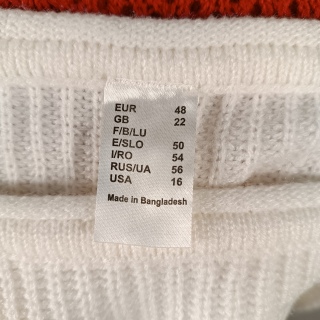 EUR 48
GB 22
F/B/LU
E/SLO 50
I/RO 54
RUS/UA 56
USA 16
Made in Bangladesh